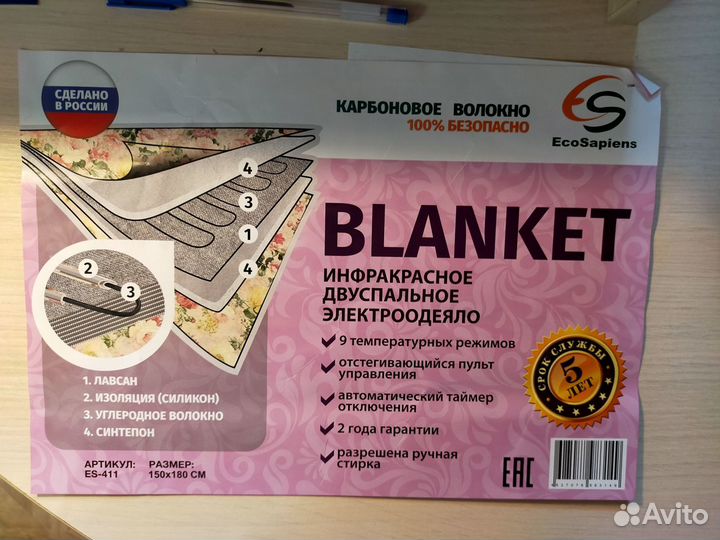 СДЕЛАНО
В РОССИИ
КАРБОНОВОЕ ВОЛОКНО
100% БЕЗОПАСНО
ES
EcoSapiens
4
3
1
4
2
3
BLANKET
ИНФРАКРАСНОЕ
ДВУСПАЛЬНОЕ
ЭЛЕКТРООДЕЯЛО
9 температурных режимов
отстегивающийся пульт
управления
автоматический таймер
отключения
2 года гарантии
разрешена ручная
стирка
СРОК СЛУЖБЫ
5
ЛЕТ
1. ЛАВСАН
2. ИЗОЛЯЦИЯ (СИЛИКОН)
3. УГЛЕРОДНОЕ ВОЛОКНО
4. СИНТЕПОН
АРТИКУЛ: РАЗМЕР:
ES-411 150х180 СМ
EAC
Avito